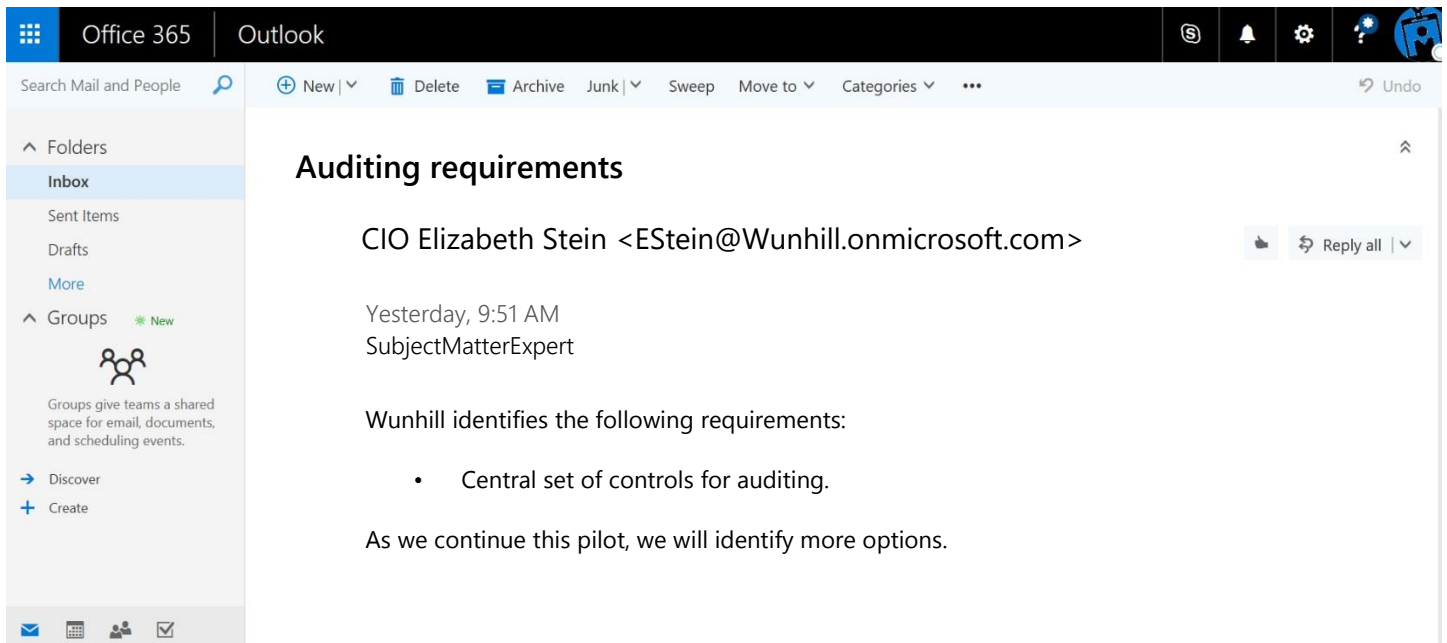 Office 365 Outlook
Search Mail and People New Delete Archive Junk Sweep Move to Categories ••• Undo
Folders
Inbox
Sent Items
Drafts
More
Groups New
Groups give teams a shared
space for email, documents,
and scheduling events.
Discover
Create
Auditing requirements
CIO Elizabeth Stein <EStein@Wunhill.onmicrosoft.com>
Reply all
Yesterday, 9:51 AM
SubjectMatterExpert
Wunhill identifies the following requirements:
• Central set of controls for auditing.
As we continue this pilot, we will identify more options.